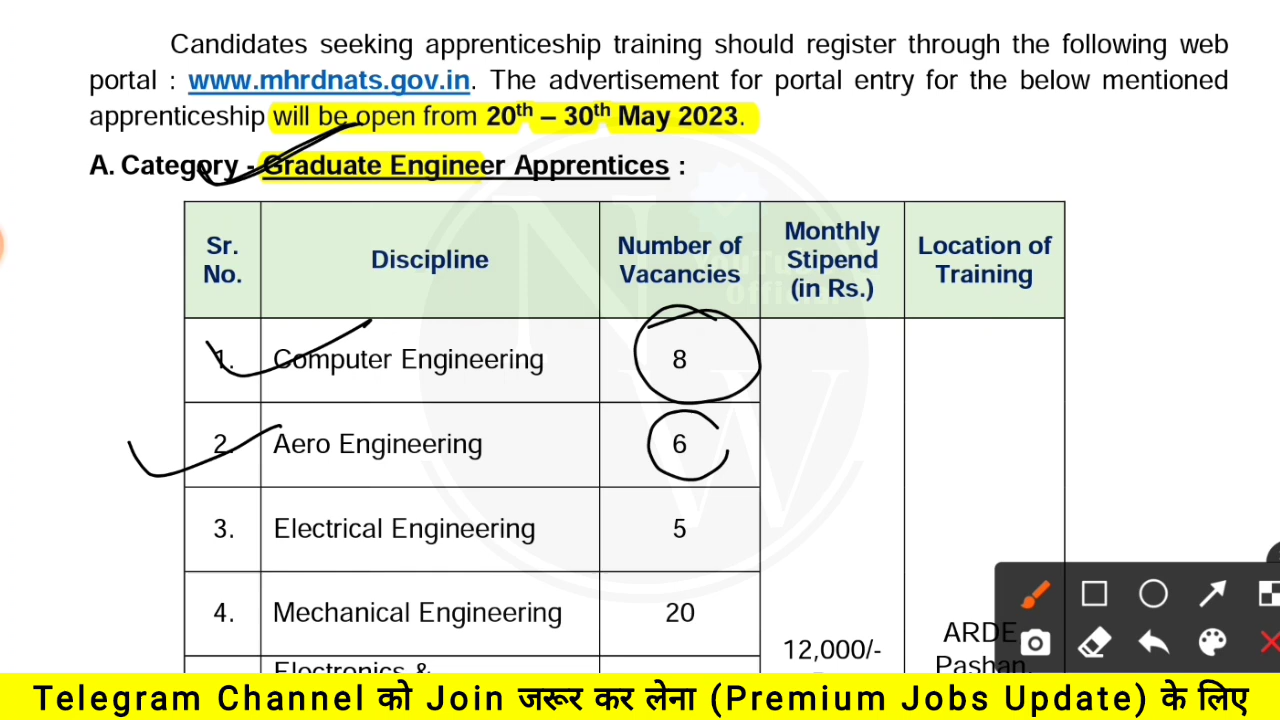 Candidates seeking apprenticeship training should register through the following web
portal : www.mhrdnats.gov.in. The advertisement for portal entry for the below mentioned
apprenticeship will be open from 20th – 30th May 2023.
A. Category - Graduate Engineer Apprentices :
Sr. No. Discipline Number of Vacancies Monthly Stipend (in Rs.) Location of Training
1. Computer Engineering 8
2. Aero Engineering 6
3. Electrical Engineering 5
4. Mechanical Engineering 20
12,000/- ARDE
Pashan,
Electronics &
Telegram Channel को Join जरूर कर लेना (Premium Jobs Update) के लिए